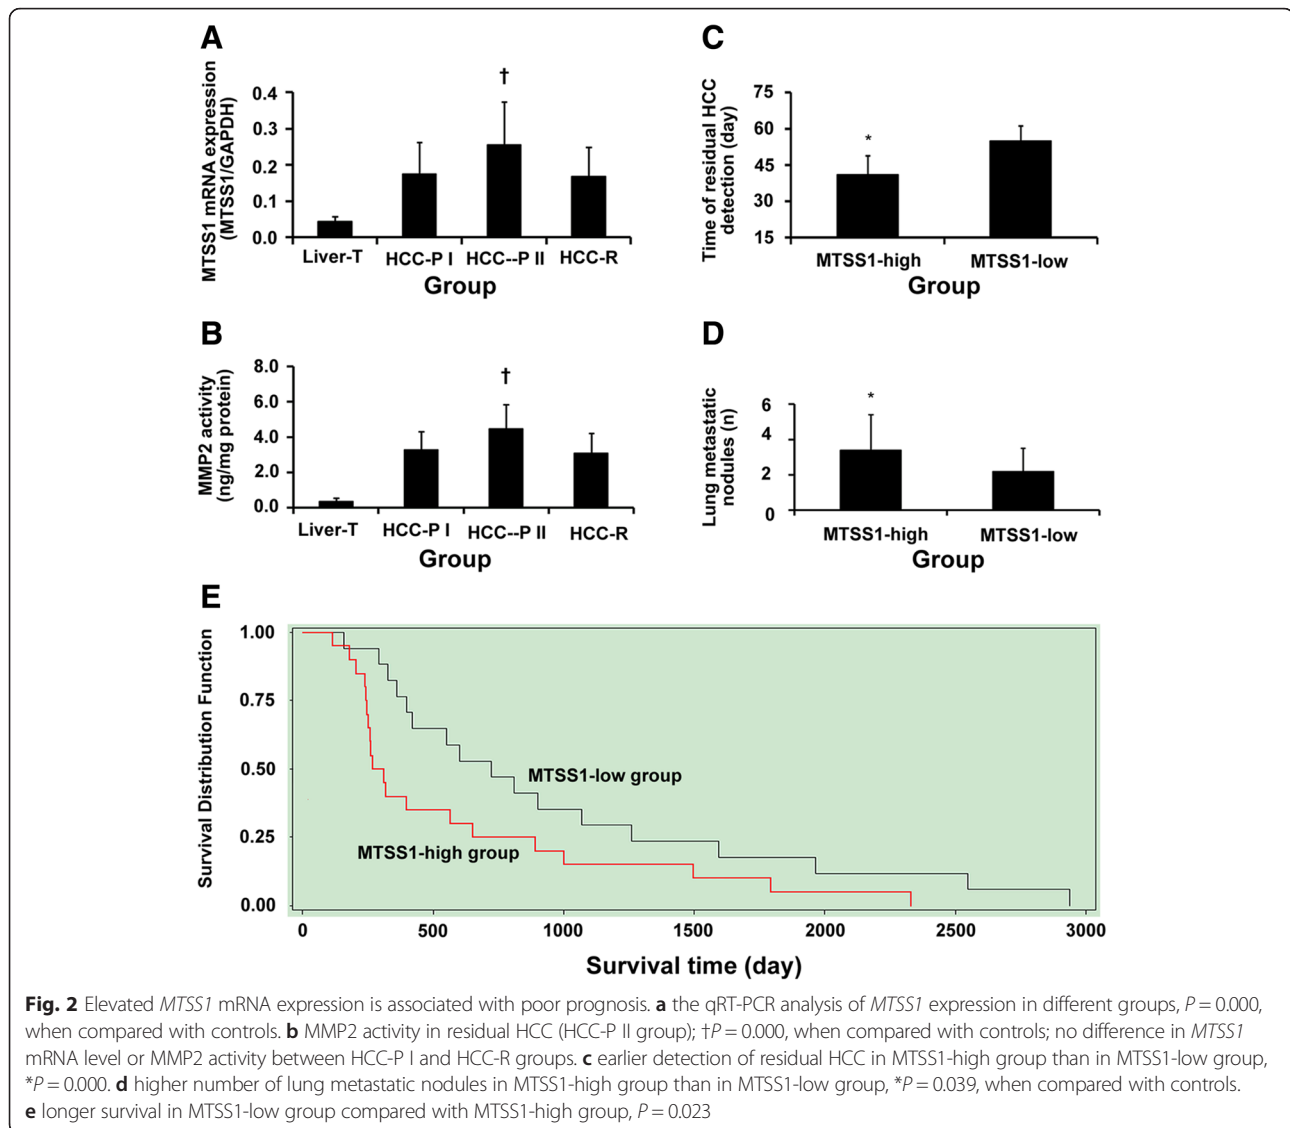 A
MTSS1 mRNA expression
(MTSS1/GAPDH)
0.4
0.3
0.2
0.1
0.0
†
Liver-T HCC-P I HCC--P II HCC-R
Group
C
Time of residual HCC
detection (day)
75
60
45
30
15
*
MTSS1-high MTSS1-low
Group
B
MMP2 activity
(ng/mg protein)
8.0
6.0
4.0
2.0
0.0
†
Liver-T HCC-P I HCC--P II HCC-R
Group
D
Lung metastatic
nodules (n)
6
4
2
0
*
MTSS1-high MTSS1-low
Group
E
Survival Distribution Function
1.00
0.75
0.50
0.25
0.00
MTSS1-low group
MTSS1-high group
0 500 1000 1500 2000 2500 3000
Survival time (day)
Fig. 2 Elevated MTSS1 mRNA expression is associated with poor prognosis. a the qRT-PCR analysis of MTSS1 expression in different groups, P = 0.000,
when compared with controls. b MMP2 activity in residual HCC (HCC-P II group); †P = 0.000, when compared with controls; no difference in MTSS1
mRNA level or MMP2 activity between HCC-P I and HCC-R groups. c earlier detection of residual HCC in MTSS1-high group than in MTSS1-low group,
*P = 0.000. d higher number of lung metastatic nodules in MTSS1-high group than in MTSS1-low group, *P = 0.039, when compared with controls.
e longer survival in MTSS1-low group compared with MTSS1-high group, P = 0.023